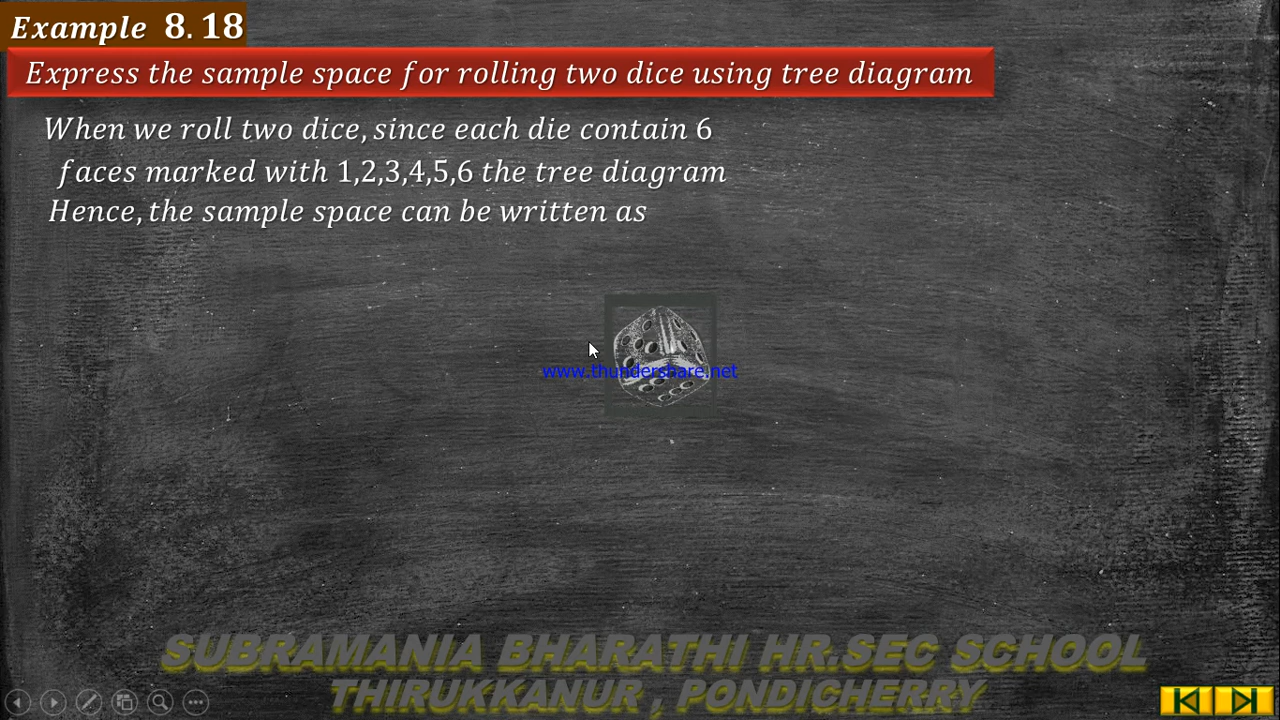 Example 8.18
Express the sample space for rolling two dice using tree diagram
When we roll two dice, since each die contain 6
faces marked with 1,2,3,4,5,6 the tree diagram
Hence, the sample space can be written as
www.thundershare.net
SUBRAMANIA BHARATHI HR.SEC SCHOOL
THIRUKKANUR , PONDICHERRY